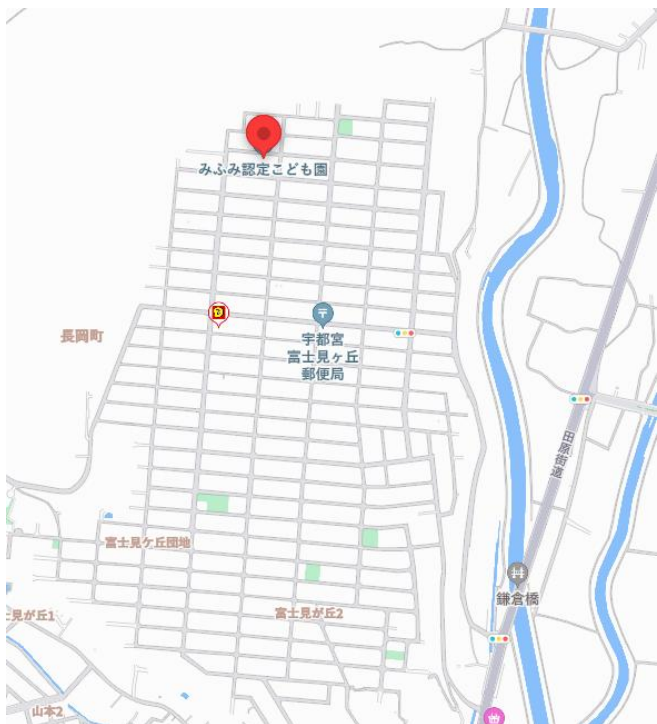 みふみ認定こども園
長岡町
宇都宮
富士見ヶ丘
郵便局
田原街道
富士見ケ丘団地
鎌倉橋
士見が丘1
富士見が丘2
山本2